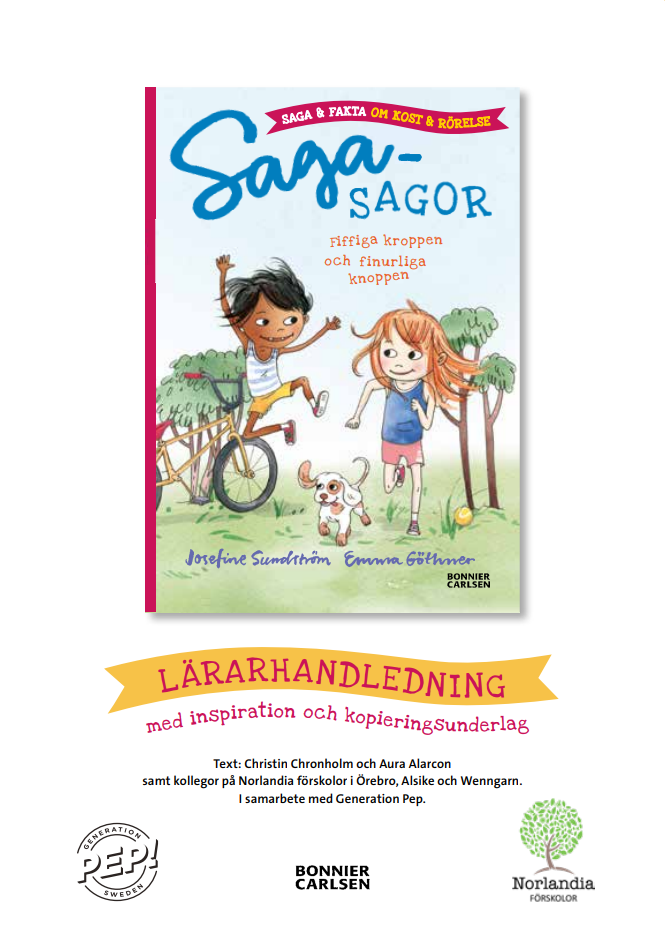 SAGA & FAKTA OM KOST & RÖRELSE
Saga-
SAGOR
Fiffiga kroppen
och finurliga
knoppen
Josefine Sundström Emma Göthner
BONNIER
CARLSEN
LÄRARHANDLEDNING
med inspiration och kopieringsunderlag
Text: Christin Chronholm och Aura Alarcon
samt kollegor på Norlandia förskolor i Örebro, Alsike och Wenngarn.
I samarbete med Generation Pep.
GENERATION
PEP!
SWEDEN
BONNIER
CARLSEN
Norlandia
FÖRSKOLOR